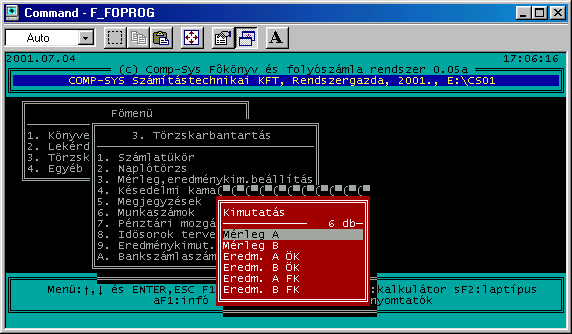 Command - F_FOPROG
Auto
A
2001.07.04 17:06:16
(c) Comp-Sys Főkönyv és folyószámla rendszer 0.05a
COMP-SYS Számítástechnikai KFT, Rendszergazda, 2001., E:\CS01
Főmenü
1. Könyve
2. Lekérd
3. Törzsk
4. Egyéb
3. Törzskarbantartás
1. Számlatükör
2. Naplótörzs
3. Mérleg,eredménykim.beállítás
4. Késedelmi kama
5. Megjegyzések
6. Munkaszámok
7. Pénztári mozgá
8. Idősorok terve
9. Eredménykimut.
A. Bankszámlaszám
Kimutatás
6 db
Mérleg A
Mérleg B
Eredm. A ÖK
Eredm. B ÖK
Eredm. A FK
Eredm. B FK
Menü:↑,↓ és ENTER,ESC F1 :kalkulátor sF2:laptípus
aF1:infó nyomtatók